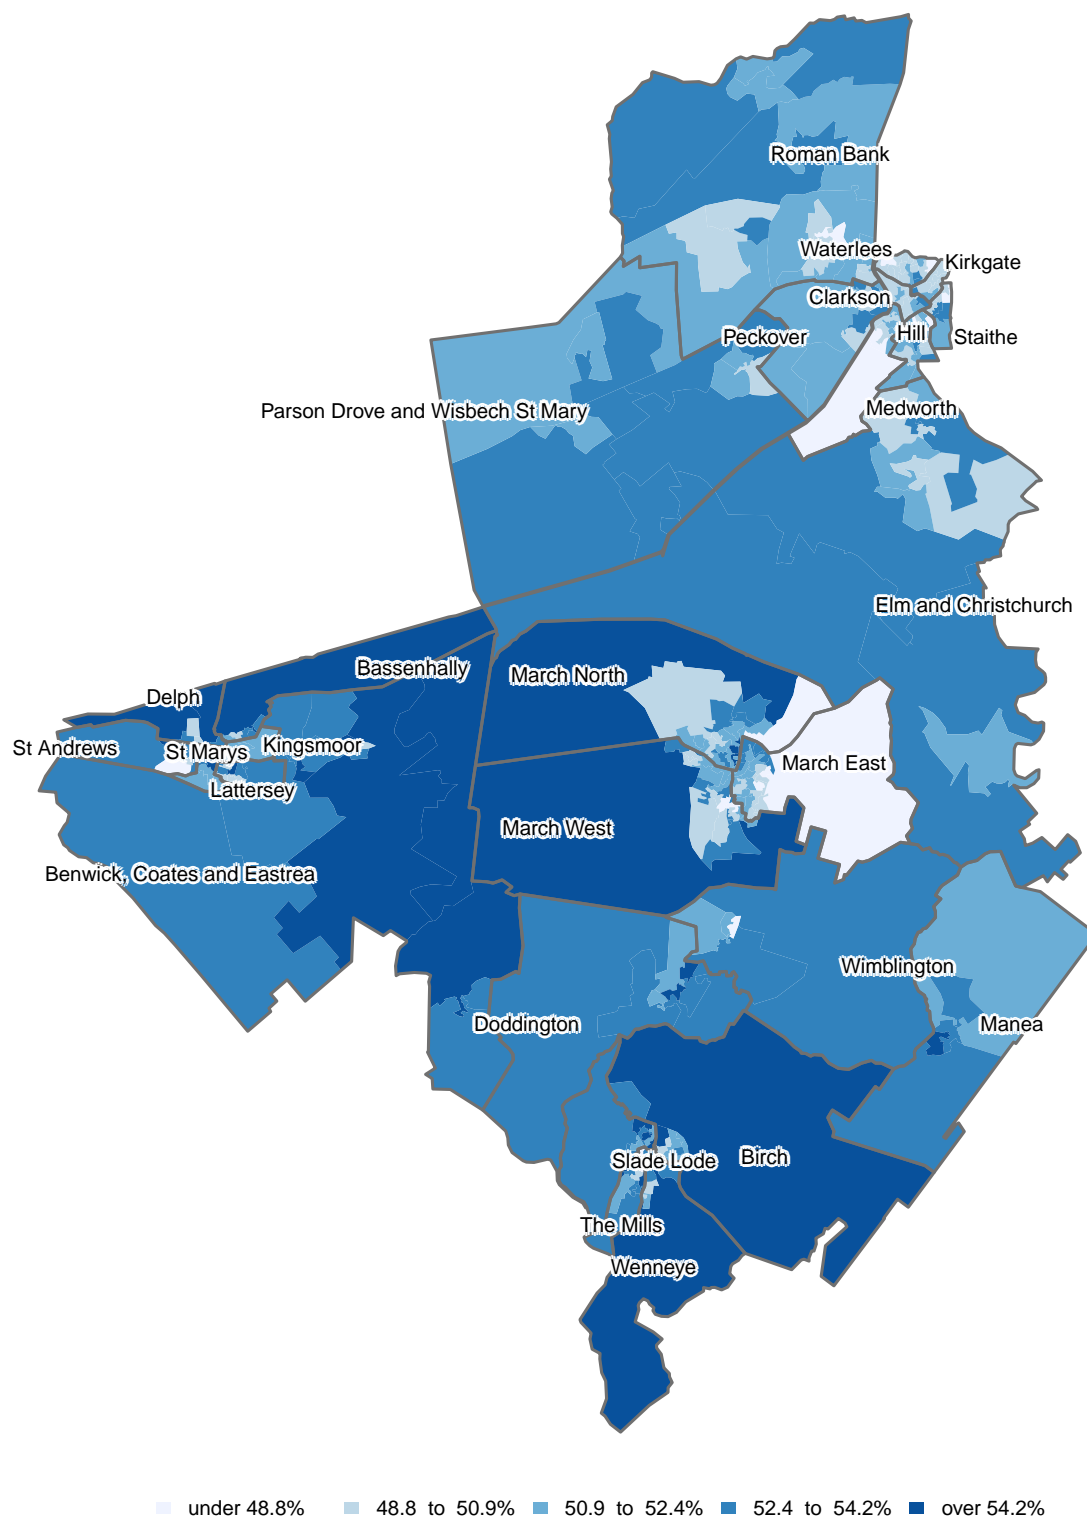 Roman Bank
Waterlees
Kirkgate
Clarkson
Hill
Staithe
Peckover
Parson Drove and Wisbech St Mary
Medworth
Elm and Christchurch
Bassenhally
March North
Delph
St Andrews
St Marys
Kingsmoor
March East
Lattersey
March West
Benwick, Coates and Eastrea
Wimblington
Doddington
Manea
Slade Lode
Birch
The Mills
Wenneye
under 48.8% 48.8 to 50.9% 50.9 to 52.4% 52.4 to 54.2% over 54.2%